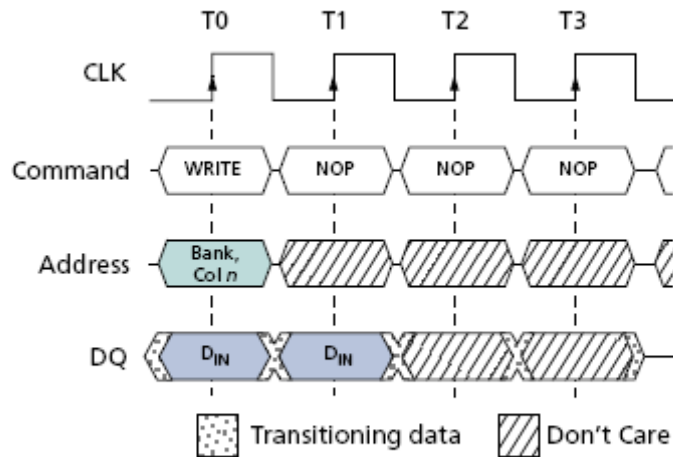 T0 T1 T2 T3
CLK
Command WRITE NOP NOP NOP
Address Bank,
Col n
DQ DIN DIN
Transitioning data Don't Care